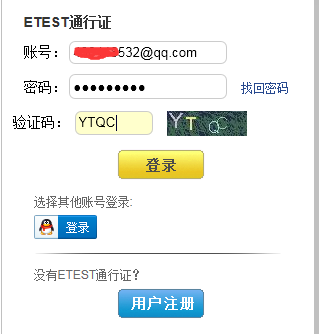 ETEST通行证
账号： 532@qq.com
密码： ●●●●●●●●● 找回密码
验证码： YTQC YTQC
登录
选择其他账号登录:
登录
没有ETEST通行证?
用户注册